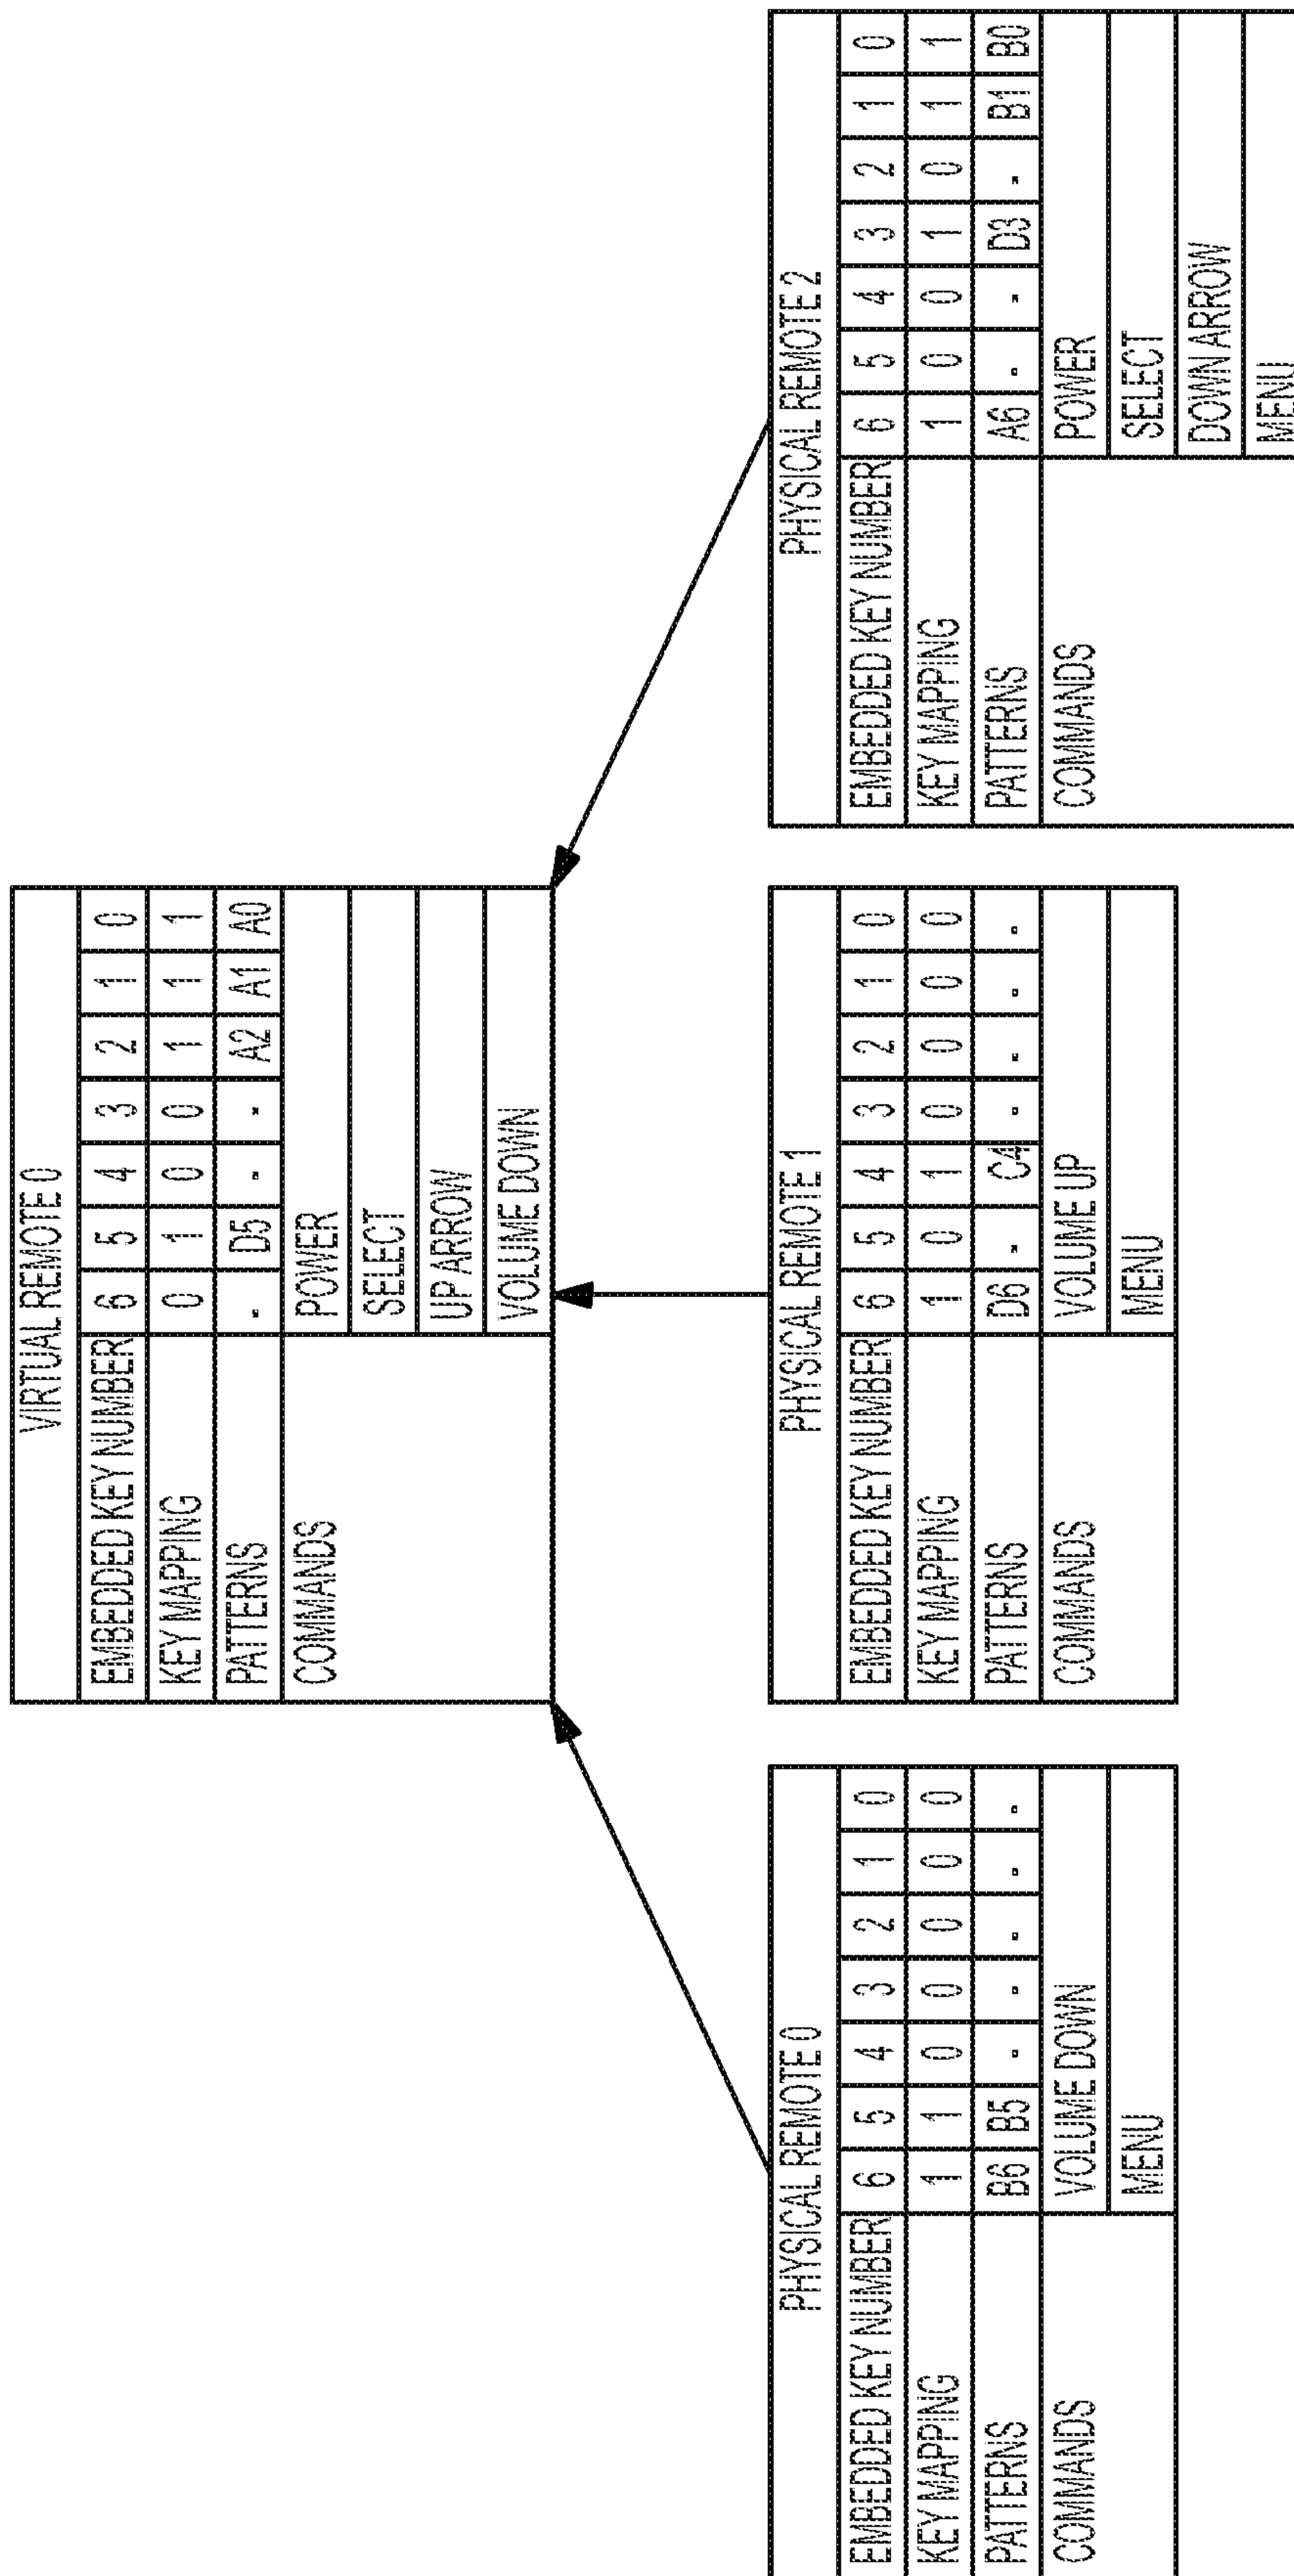 VIRTUAL REMOTE 0
EMBEDDED KEY NUMBER 6 5 4 3 2 1 0
KEY MAPPING 0 1 0 0 1 1 1
PATTERNS . D5 . . A2 A1 A0
COMMANDS POWER
SELECT
UP ARROW
VOLUME DOWN
PHYSICAL REMOTE 0
EMBEDDED KEY NUMBER 6 5 4 3 2 1 0
KEY MAPPING 1 1 0 0 0 0 0
PATTERNS B6 B5 . . . . .
COMMANDS VOLUME DOWN
MENU
PHYSICAL REMOTE 1
EMBEDDED KEY NUMBER 6 5 4 3 2 1 0
KEY MAPPING 1 0 1 0 0 0 0
PATTERNS D6 . C4 . . . .
COMMANDS VOLUME UP
MENU
PHYSICAL REMOTE 2
EMBEDDED KEY NUMBER 6 5 4 3 2 1 0
KEY MAPPING 1 0 0 1 0 1 1
PATTERNS A6 . . D3 . B1 B0
COMMANDS POWER
SELECT
DOWN ARROW
MENU